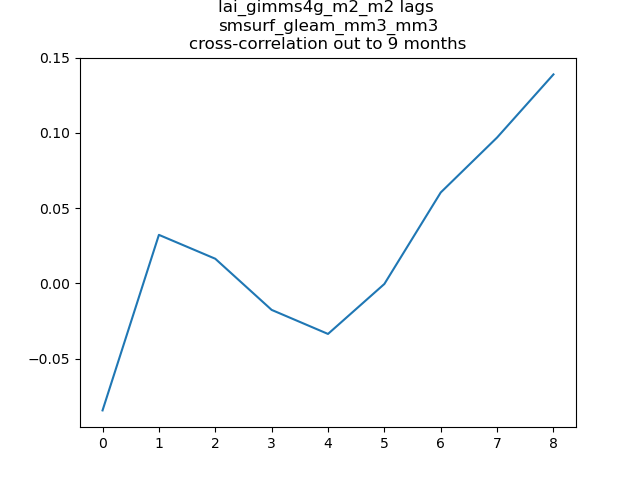 lai_gimms4g_m2_m2 lags
smsurf_gleam_mm3_mm3
cross-correlation out to 9 months
0.15
0.10
0.05
0.00
−0.05
0 1 2 3 4 5 6 7 8